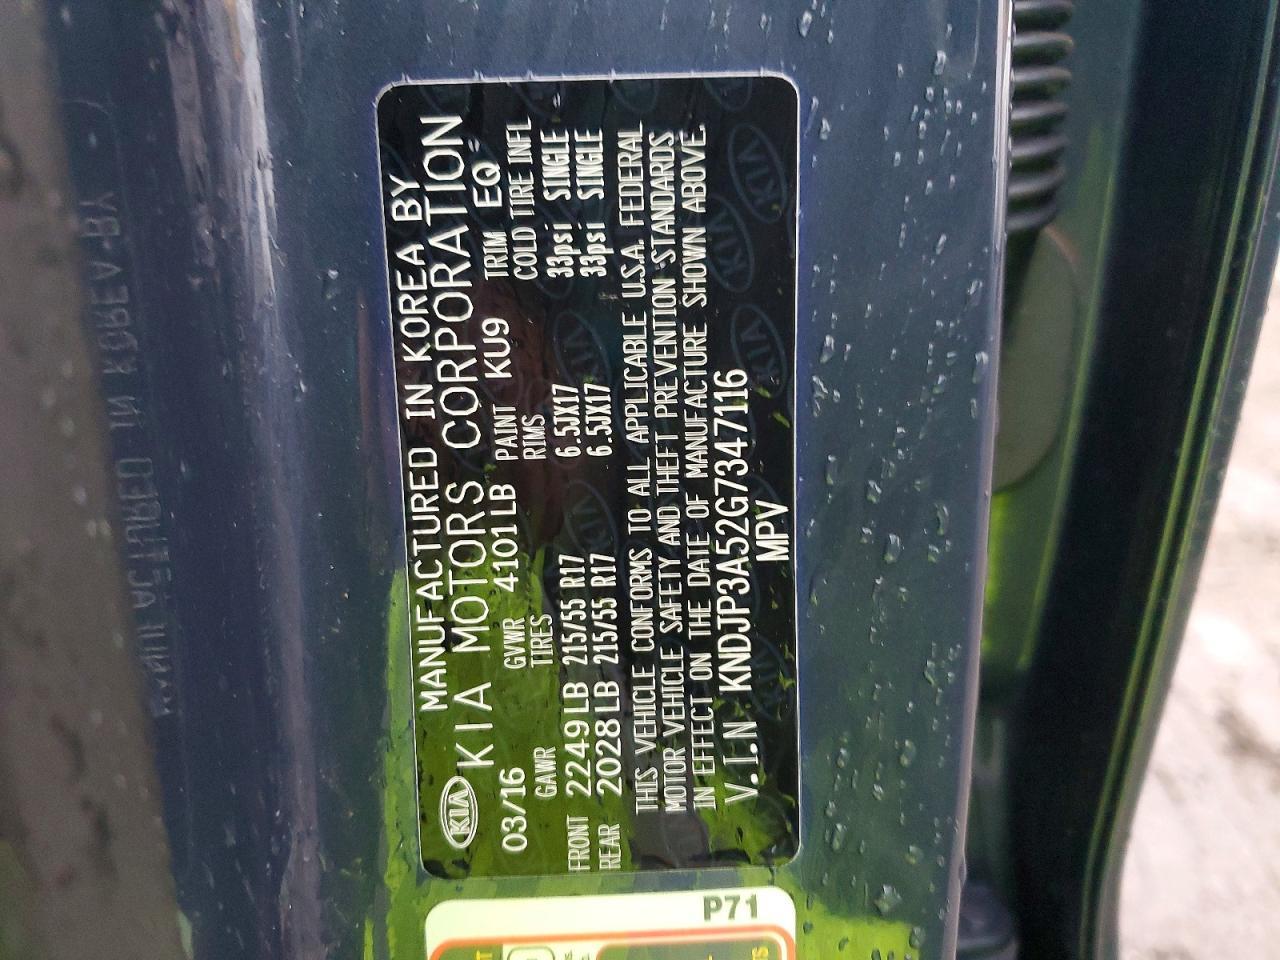 MANUFACTURED IN KOREA BY
KIA KIA MOTORS CORPORATION
03/16 GVWR 4101LB PAINT KU9 TRIM EQ
GAWR TIRES RIMS COLD TIRE INFL
FRONT 2249LB 215/55 R17 6.5JX17 33psi SINGLE
REAR 2028LB 215/55 R17 6.5JX17 33psi SINGLE
THIS VEHICLE CONFORMS TO ALL APPLICABLE U.S.A. FEDERAL
MOTOR VEHICLE SAFETY AND THEFT PREVENTION STANDARDS
IN EFFECT ON THE DATE OF MANUFACTURE SHOWN ABOVE.
V.I.N KNDJP3A52G7347116
MPV
P71